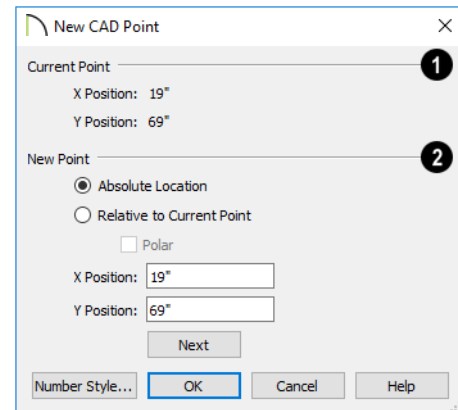 New CAD Point
Current Point 1
X Position: 19"
Y Position: 69"
New Point 2
Absolute Location
Relative to Current Point
Polar
X Position: 19"
Y Position: 69"
Next
Number Style... OK Cancel Help